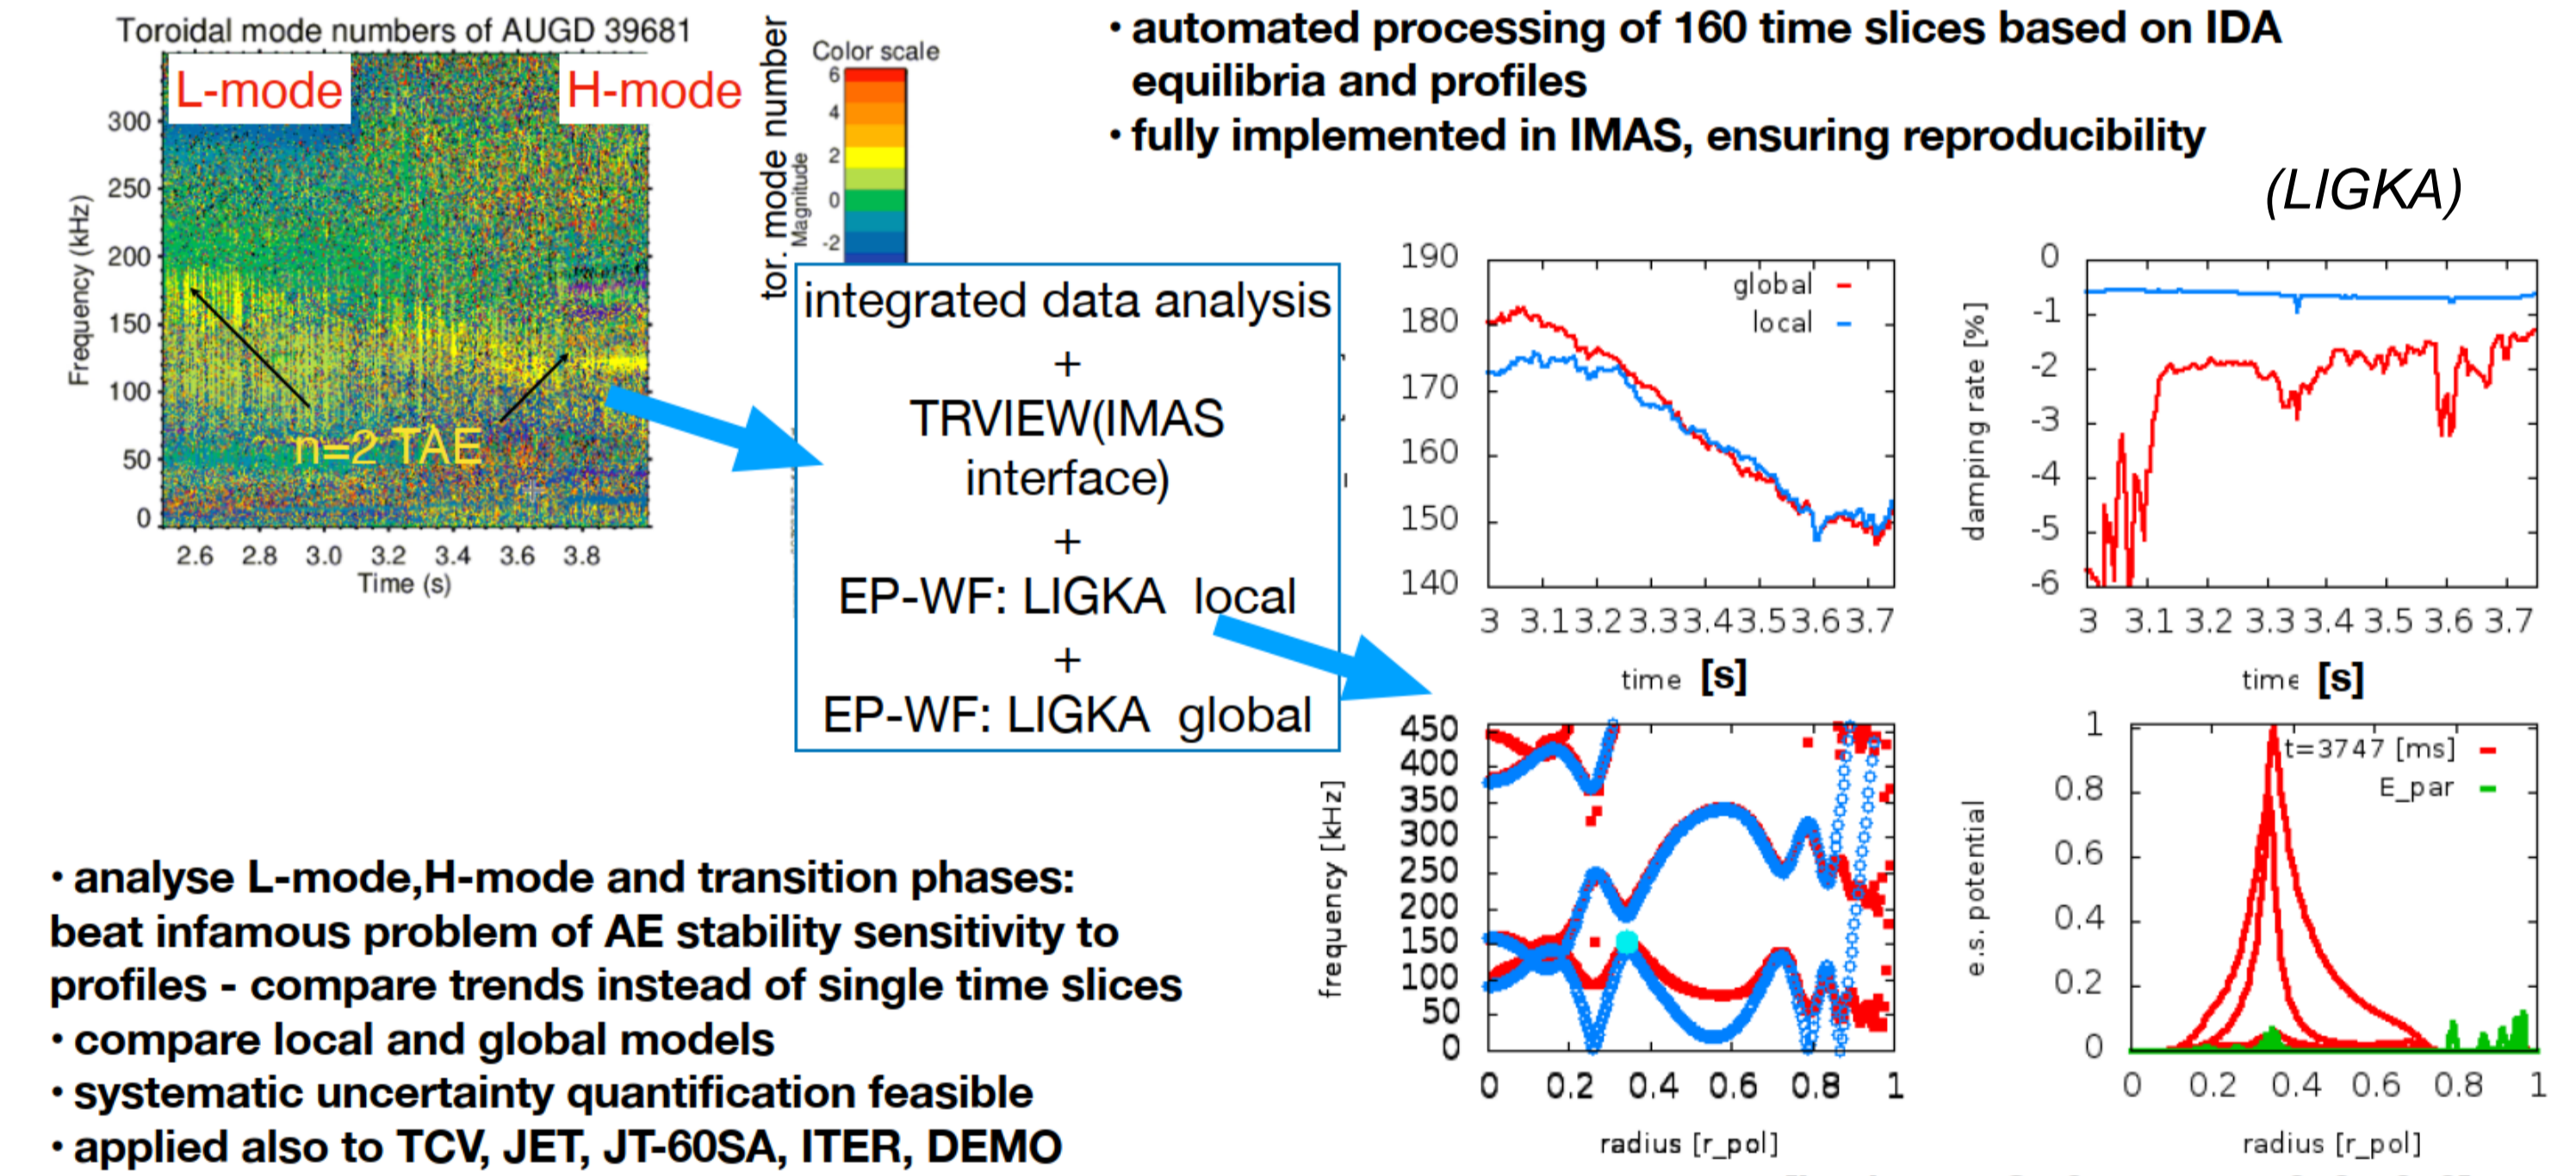 Toroidal mode numbers of AUGD 39681
L-mode
H-mode
Frequency (kHz)
300
250
200
150
100
50
0
n=2 TAE
2.6 2.8 3.0 3.2 3.4 3.6 3.8
Time (s)
tor. mode number
Magnitude
Color scale
6
4
2
0
-2
integrated data analysis
+
TRVIEW(IMAS
interface)
+
EP-WF: LIGKA local
+
EP-WF: LIGKA global
• automated processing of 160 time slices based on IDA
equilibria and profiles
• fully implemented in IMAS, ensuring reproducibility
(LIGKA)
190
180
170
160
150
140
global
local
3 3.1 3.2 3.3 3.4 3.5 3.6 3.7
time [s]
damping rate [%]
0
-1
-2
-3
-4
-5
-6
3 3.1 3.2 3.3 3.4 3.5 3.6 3.7
time [s]
frequency [kHz]
450
400
350
300
250
200
150
100
50
0
0 0.2 0.4 0.6 0.8 1
radius [r_pol]
e.s. potential
1
0.8
0.6
0.4
0.2
0
t=3747 [ms]
E_par
0 0.2 0.4 0.6 0.8 1
radius [r_pol]
• analyse L-mode,H-mode and transition phases:
beat infamous problem of AE stability sensitivity to
profiles - compare trends instead of single time slices
• compare local and global models
• systematic uncertainty quantification feasible
• applied also to TCV, JET, JT-60SA, ITER, DEMO